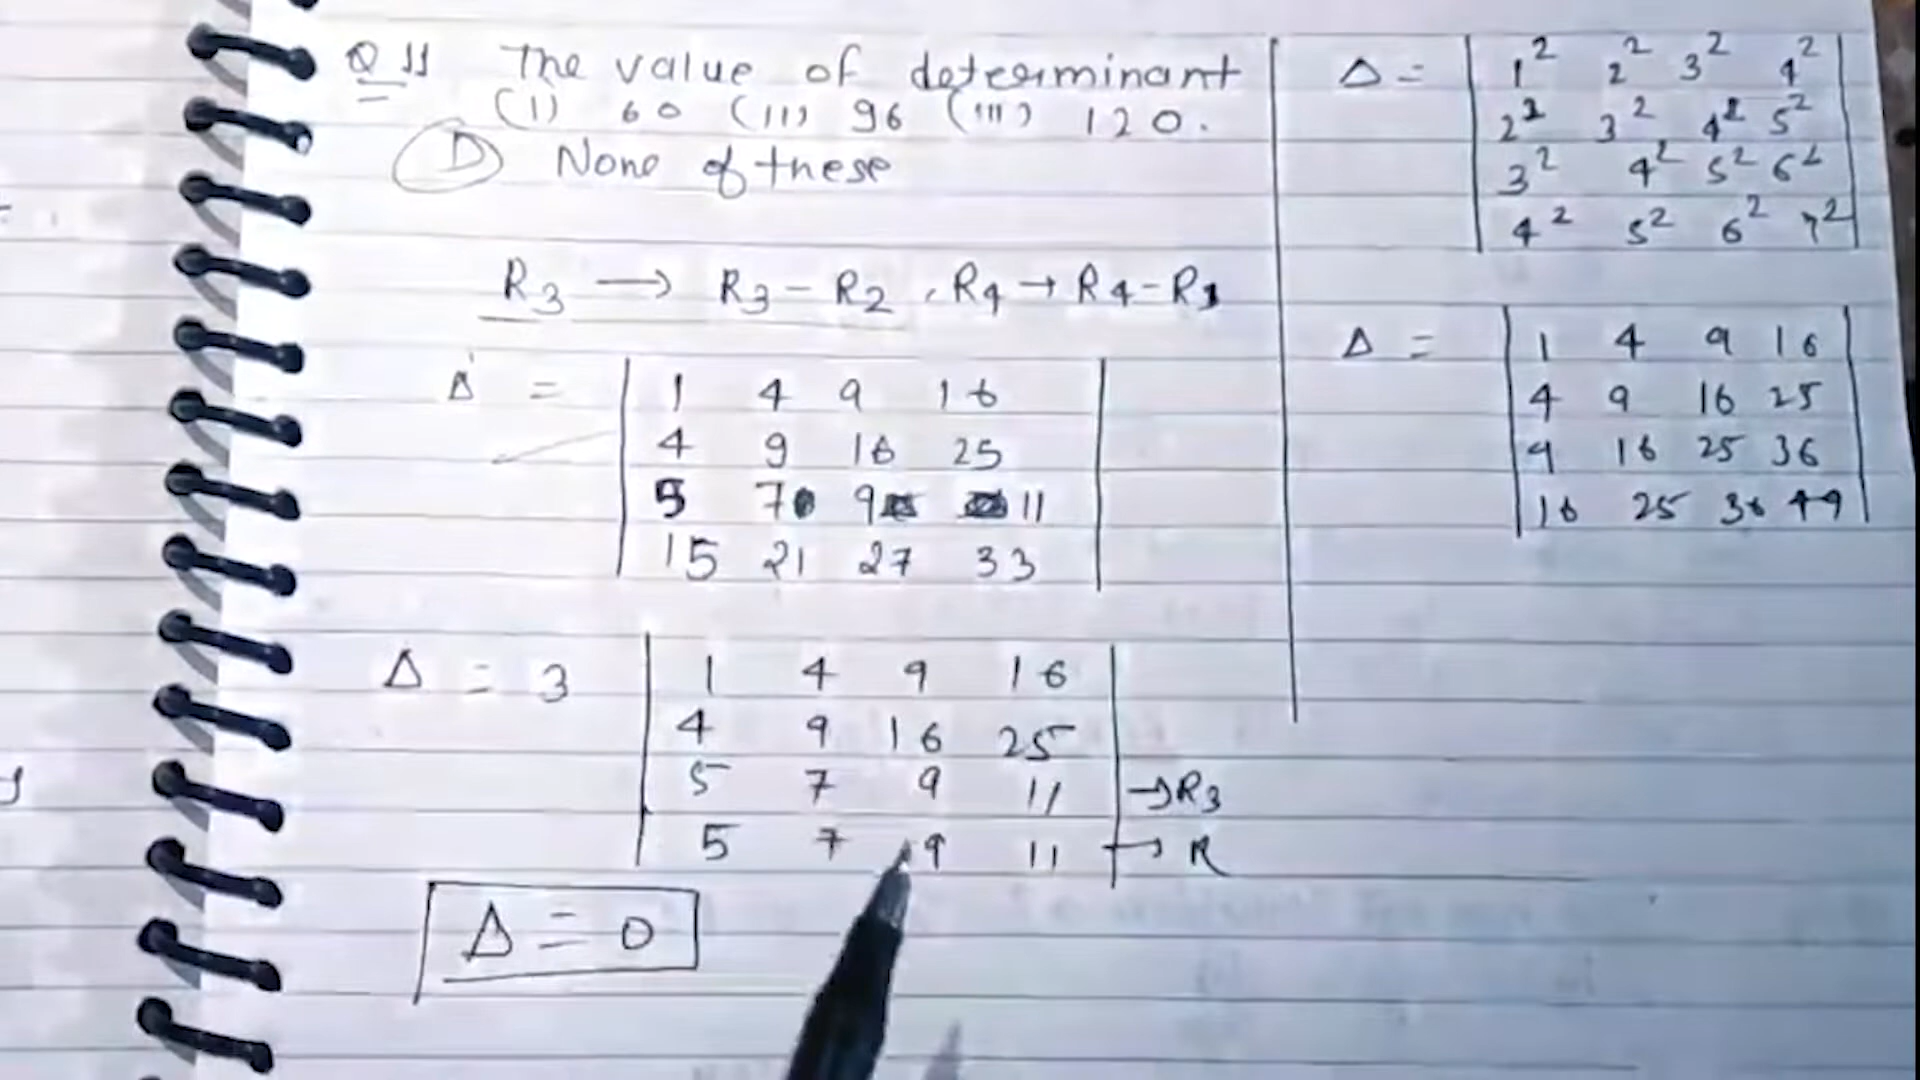 Q 11 The value of determinant
(I) 60 (II) 96 (III) 120.
D None of these
R3 → R3 - R2 , R4 → R4 - R1
Δ = 1 4 9 16
4 9 16 25
5 7 9 11
15 21 27 33
Δ = 3 1 4 9 16
4 9 16 25
5 7 9 11 → R3
5 7 9 11 → R
Δ = 0
Δ = 1² 2² 3² 4²
2² 3² 4² 5²
3² 4² 5² 6²
4² 5² 6² 7²
Δ = 1 4 9 16
4 9 16 25
9 16 25 36
16 25 36 49